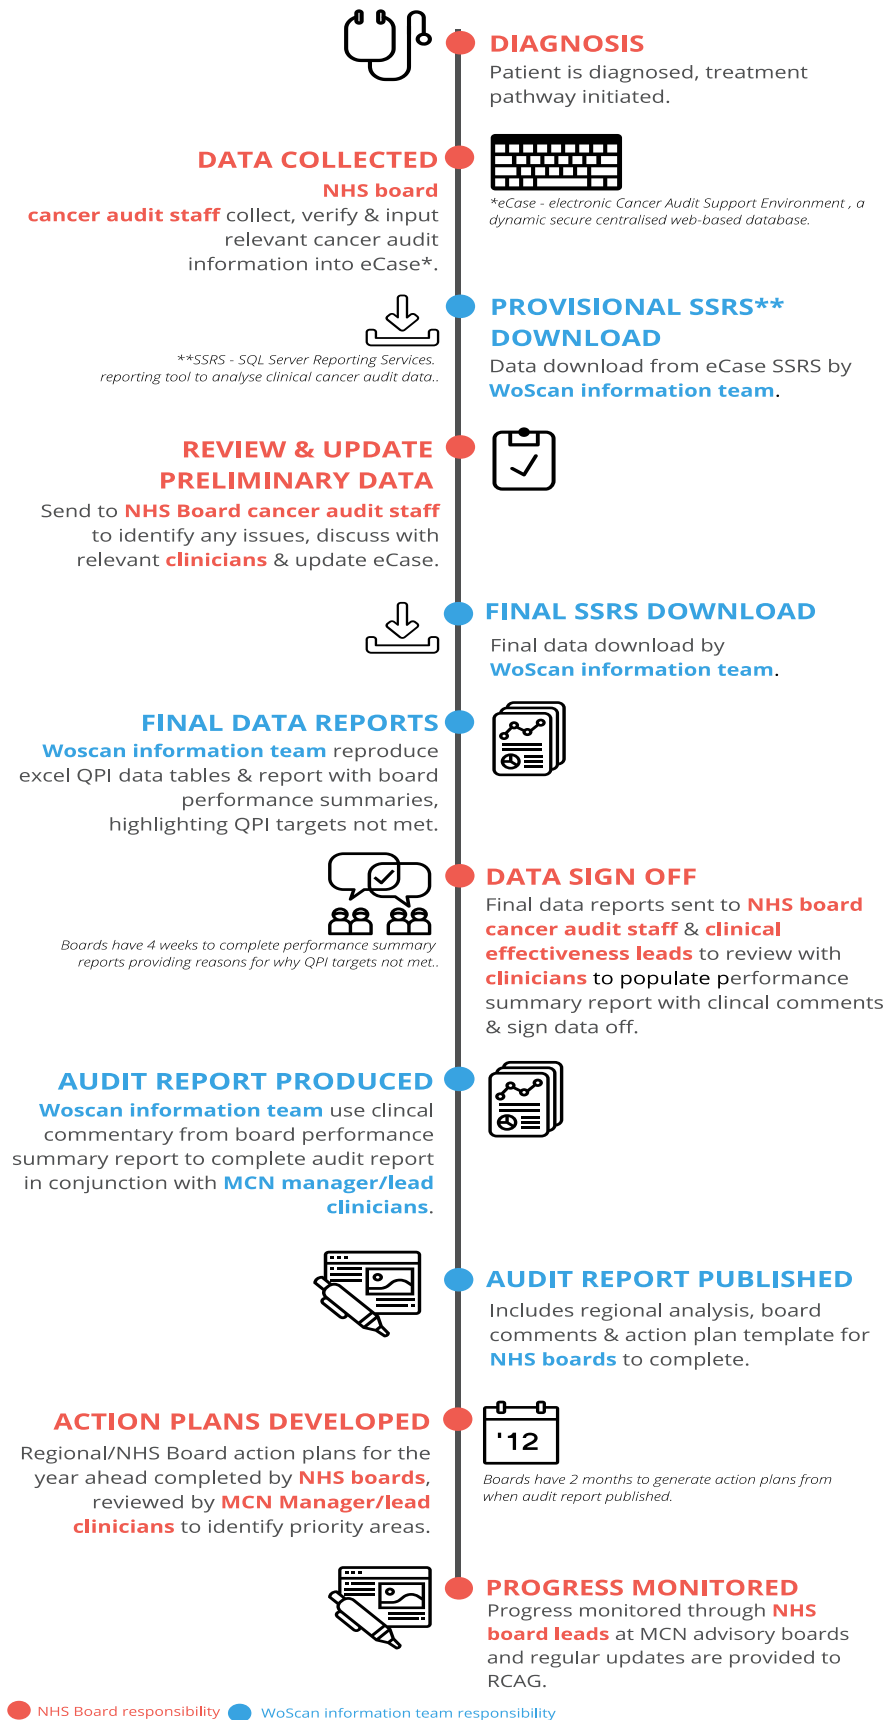 DIAGNOSIS
Patient is diagnosed, treatment
pathway initiated.
DATA COLLECTED
NHS board
cancer audit staff collect, verify & input
relevant cancer audit
information into eCase*.
*eCase - electronic Cancer Audit Support Environment , a
dynamic secure centralised web-based database.
PROVISIONAL SSRS**
DOWNLOAD
Data download from eCase SSRS by
WoScan information team.
**SSRS - SQL Server Reporting Services.
reporting tool to analyse clinical cancer audit data..
REVIEW & UPDATE
PRELIMINARY DATA
Send to NHS Board cancer audit staff
to identify any issues, discuss with
relevant clinicians & update eCase.
FINAL SSRS DOWNLOAD
Final data download by
WoScan information team.
FINAL DATA REPORTS
Woscan information team reproduce
excel QPI data tables & report with board
performance summaries,
highlighting QPI targets not met.
DATA SIGN OFF
Final data reports sent to NHS board
cancer audit staff & clinical
effectiveness leads to review with
clinicians to populate performance
summary report with clincal comments
& sign data off.
Boards have 4 weeks to complete performance summary
reports providing reasons for why QPI targets not met..
AUDIT REPORT PRODUCED
Woscan information team use clincal
commentary from board performance
summary report to complete audit report
in conjunction with MCN manager/lead
clinicians.
AUDIT REPORT PUBLISHED
Includes regional analysis, board
comments & action plan template for
NHS boards to complete.
ACTION PLANS DEVELOPED
Regional/NHS Board action plans for the
year ahead completed by NHS boards,
reviewed by MCN Manager/lead
clinicians to identify priority areas.
'12
Boards have 2 months to generate action plans from
when audit report published.
PROGRESS MONITORED
Progress monitored through NHS
board leads at MCN advisory boards
and regular updates are provided to
RCAG.
NHS Board responsibility
WoScan information team responsibility